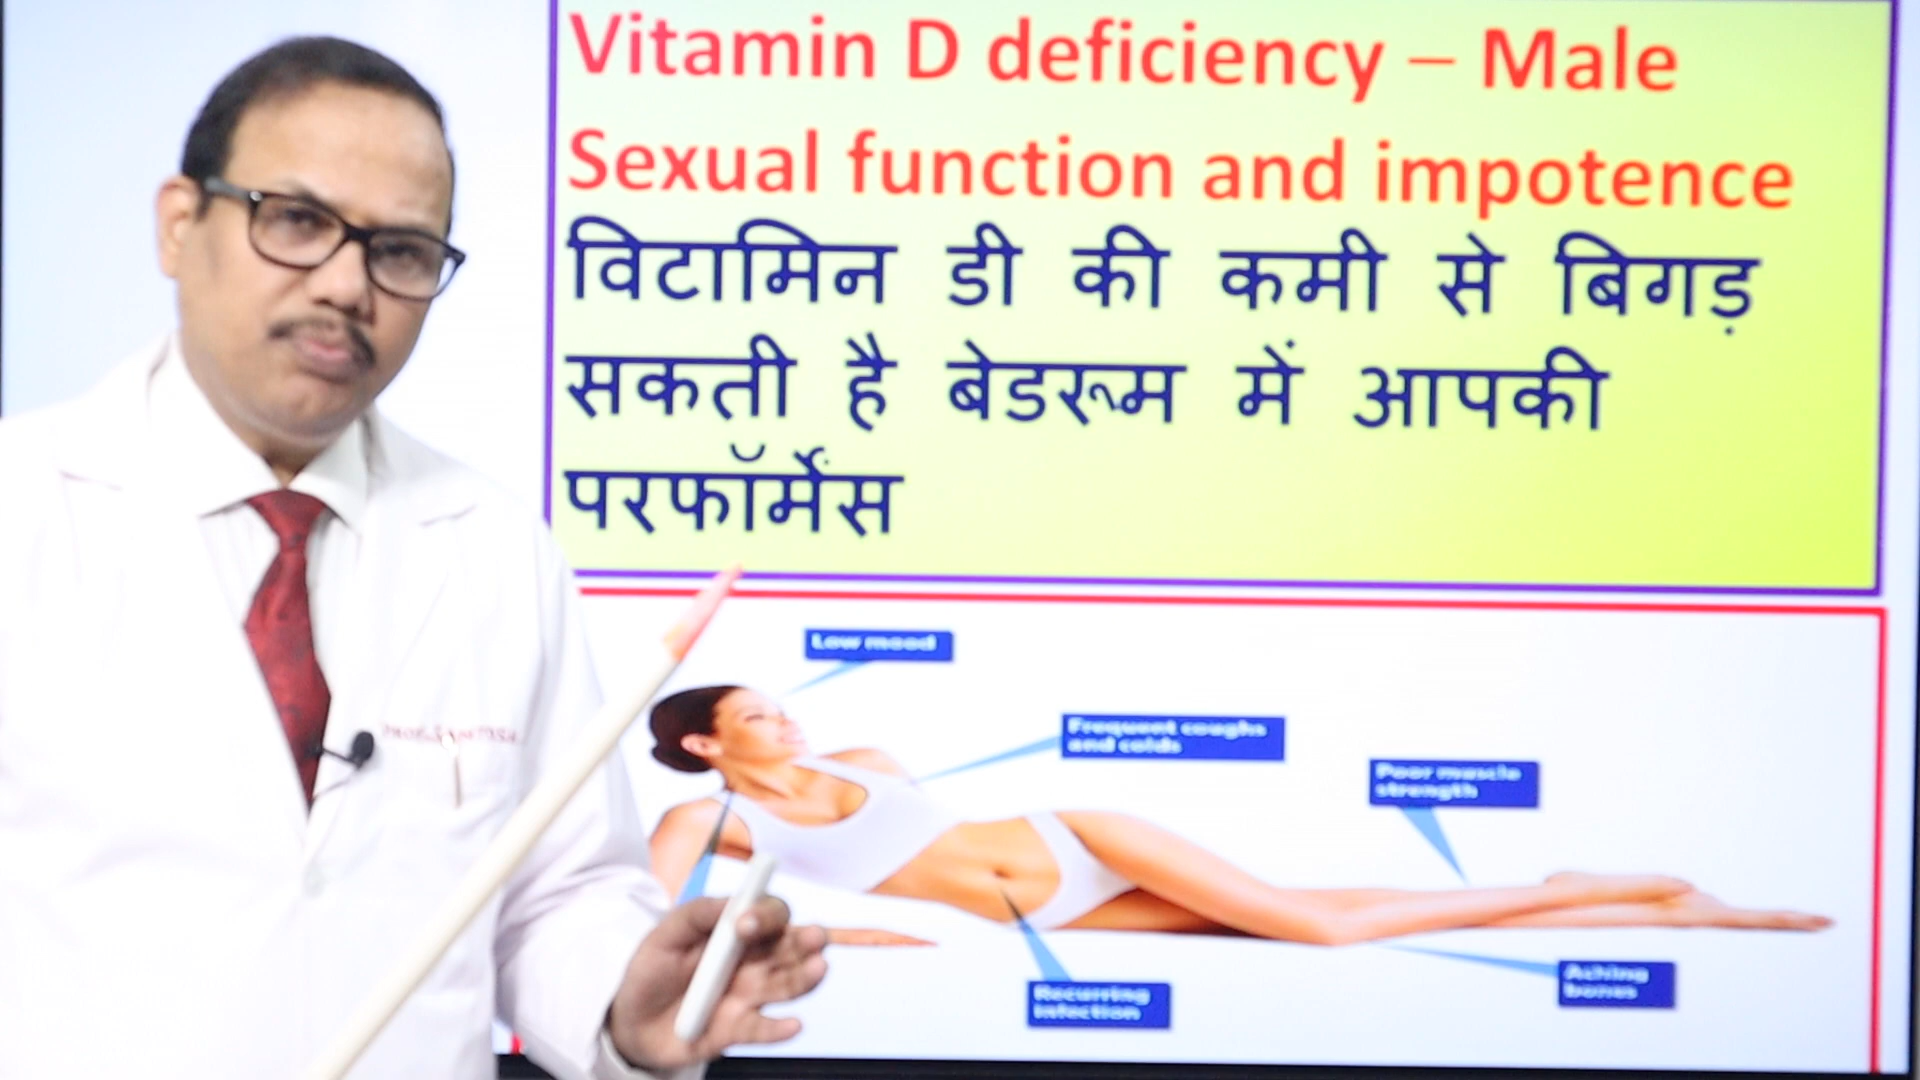 Vitamin D deficiency – Male
Sexual function and impotence
विटामिन डी की कमी से बिगड़
सकती है बेडरूम में आपकी
परफॉर्मेंस
Low mood
Frequent coughs
and colds
Poor muscle
strength
Recurring
infection
Aching
bones